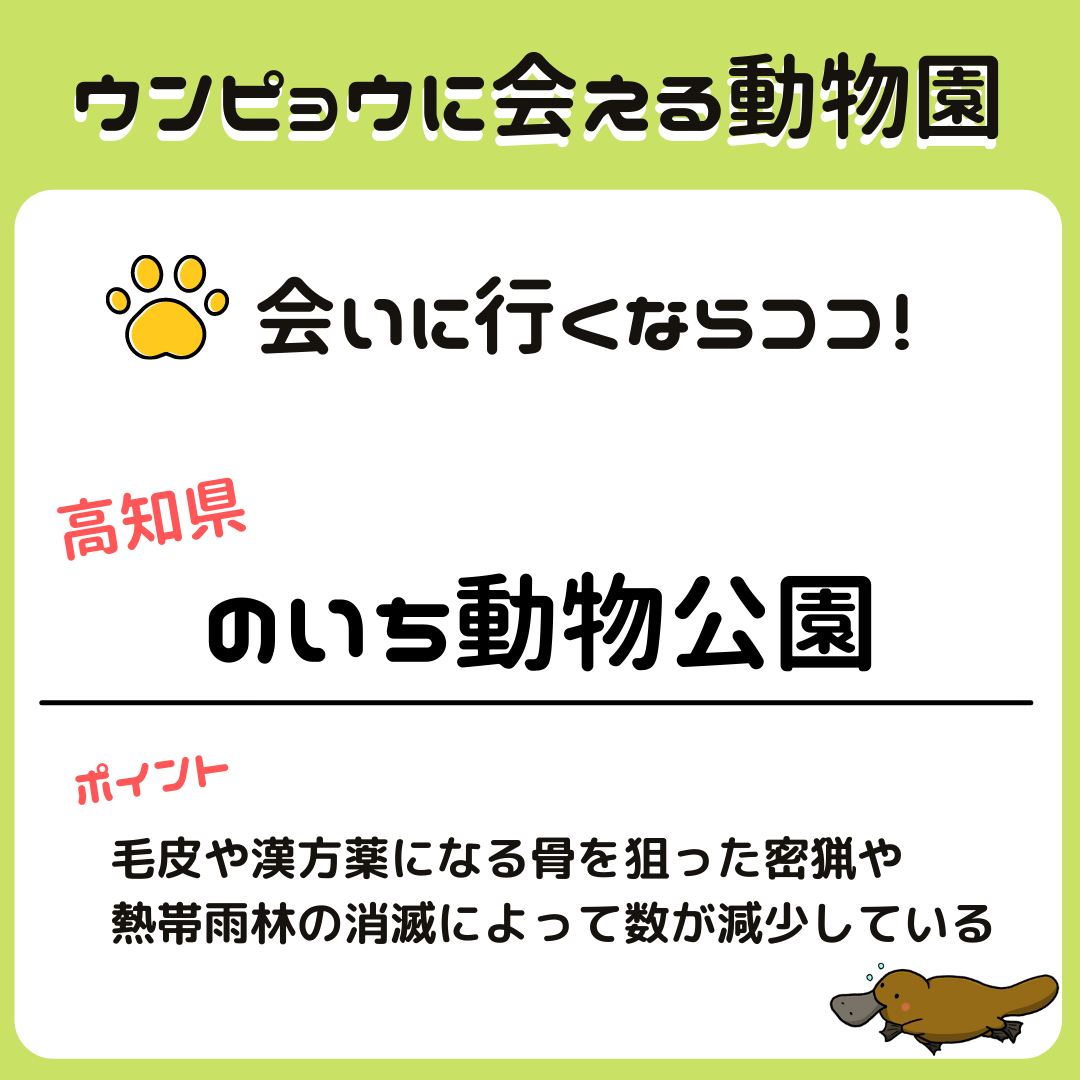 ウンピョウに会える動物園
会いに行くならココ!
高知県
のいち動物公園
ポイント
毛皮や漢方薬になる骨を狙った密猟や
熱帯雨林の消滅によって数が減少している